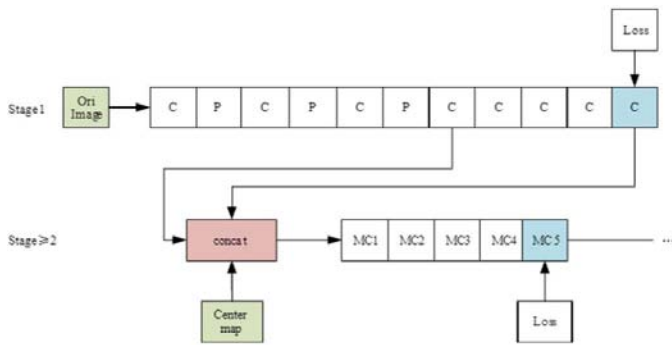 Loss
Stage1
Ori
Image
C P C P C P C C C C C
Stage≥2
concat
MC1 MC2 MC3 MC4 MC5
...
Center
map
Loss